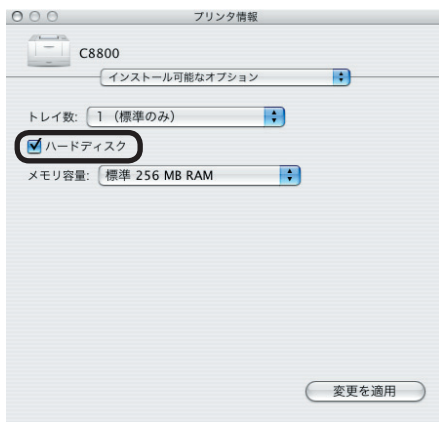 プリンタ情報
C8800
インストール可能なオプション
トレイ数: 1 (標準のみ)
ハードディスク
メモリ容量: 標準 256 MB RAM
変更を適用